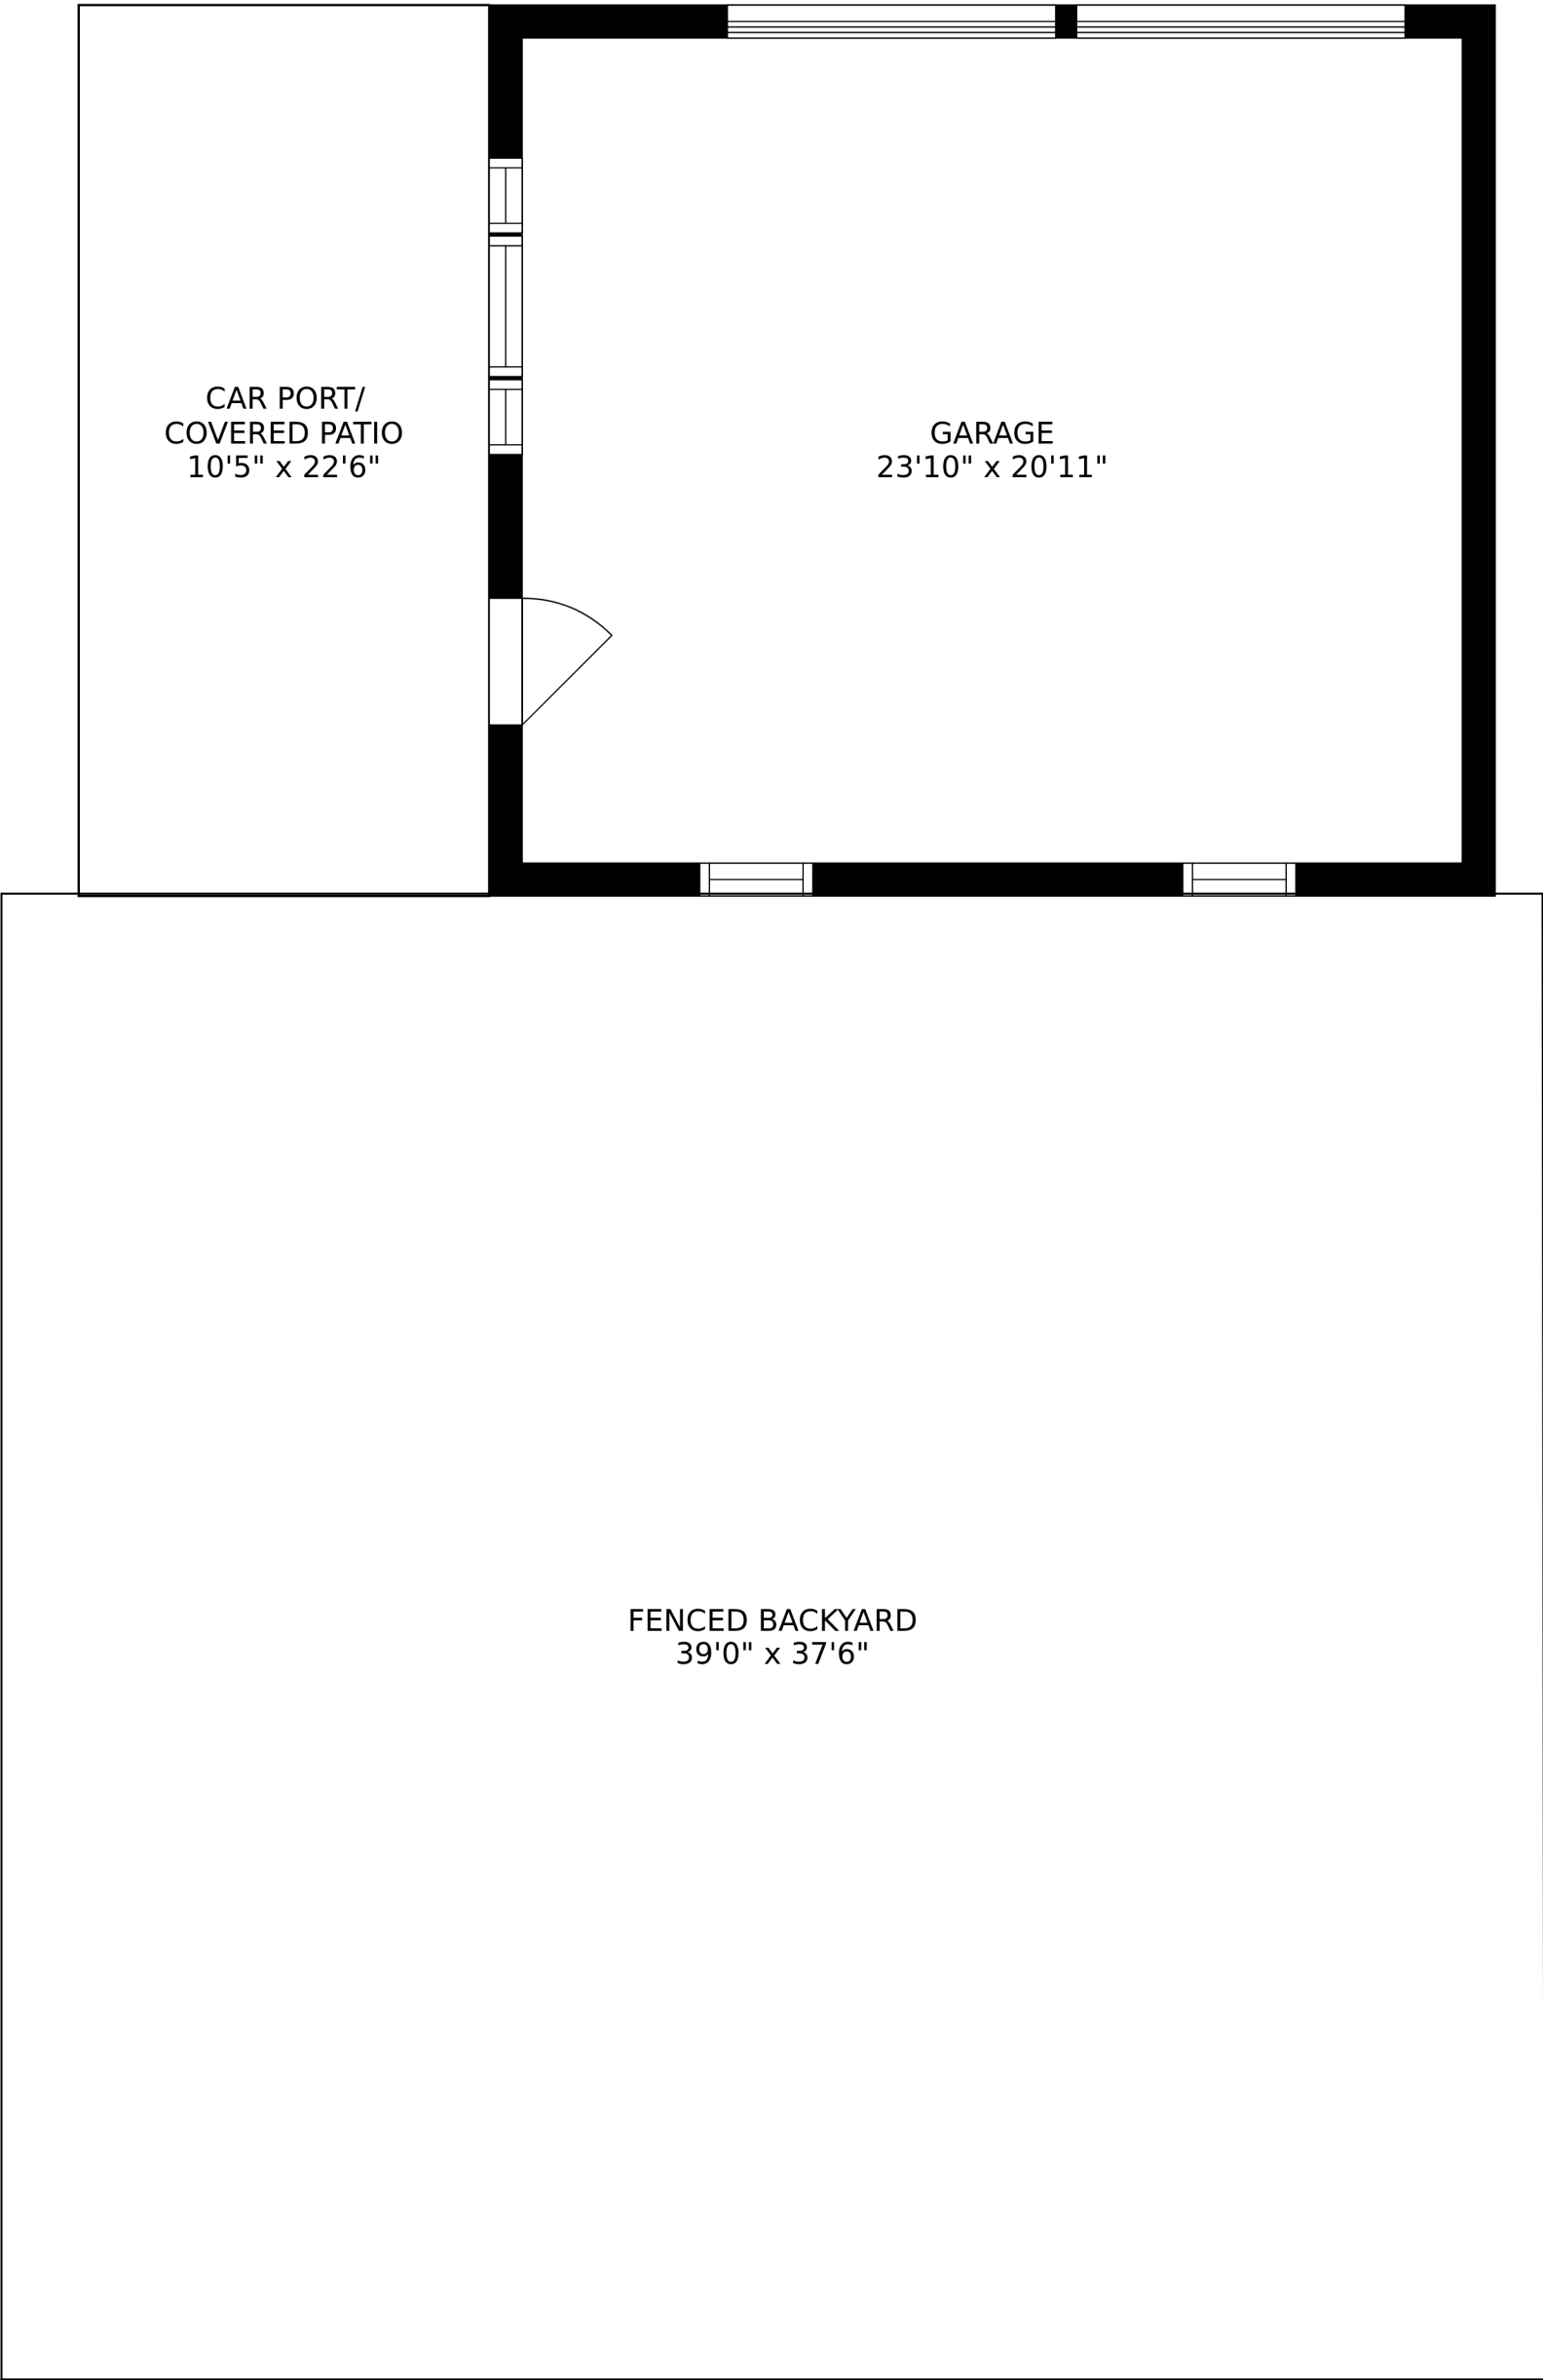 CAR PORT/
COVERED PATIO
10'5" x 22'6"
GARAGE
23'10" x 20'11"
FENCED BACKYARD
39'0" x 37'6"